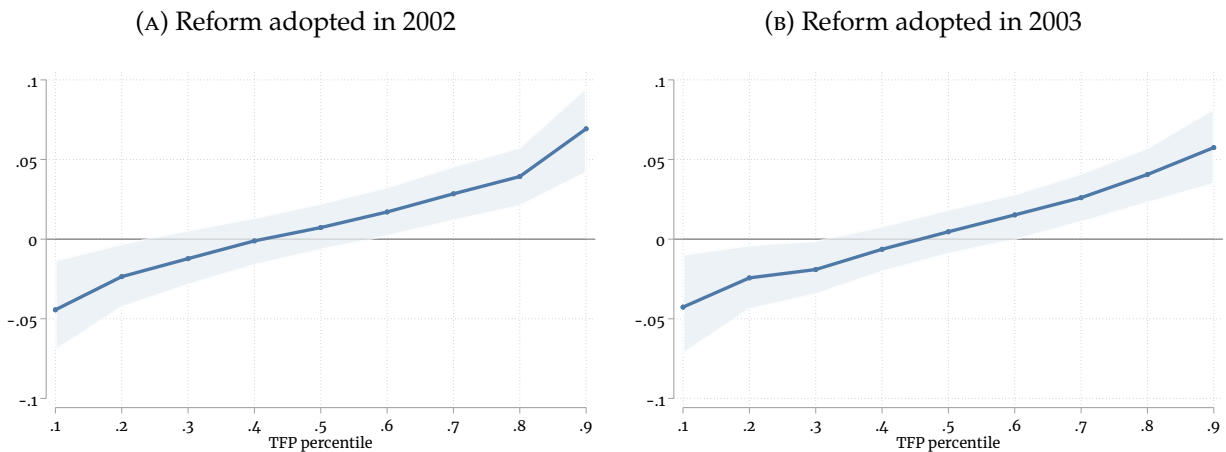 (A) Reform adopted in 2002
.1
.05
0
-.05
-.1
.1 .2 .3 .4 .5 .6 .7 .8 .9
TFP percentile
(B) Reform adopted in 2003
.1
.05
0
-.05
-.1
.1 .2 .3 .4 .5 .6 .7 .8 .9
TFP percentile